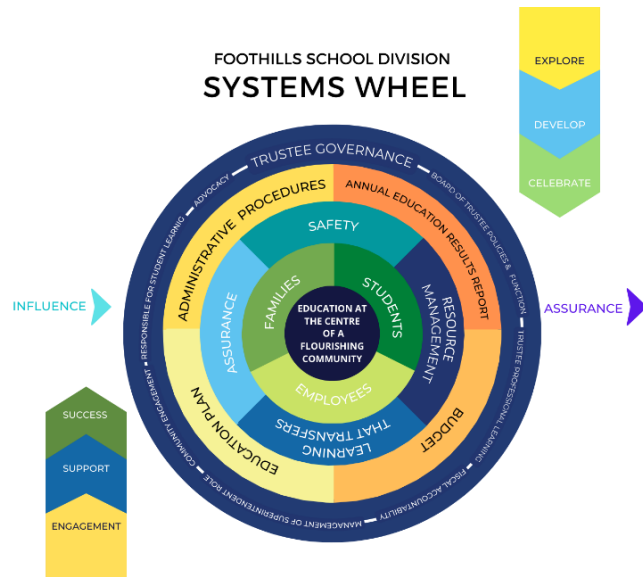 FOOTHILLS SCHOOL DIVISION
SYSTEMS WHEEL
EXPLORE
DEVELOP
CELEBRATE
TRUSTEE GOVERNANCE
BOARD OF TRUSTEE POLICIES & FUNCTION
TRUSTEE PROFESSIONAL LEARNING
FISCAL ACCOUNTABILITY
MANAGEMENT OF SUPERINTENDENT ROLE
COMMUNITY ENGAGEMENT
RESPONSIBLE FOR STUDENT LEARNIG
ADVOCACY
ADMINISTRATIVE PROCEDURES
ANNUAL EDUCATION RESULTS REPORT
BUDGET
EDUCATION PLAN
SAFETY
RESOURCE
MANAGEMENT
LEARNING
THAT TRANSFERS
ASSURANCE
FAMILIES
STUDENTS
EMPLOYEES
EDUCATION AT
THE CENTRE
OF A
FLOURISHING
COMMUNITY
INFLUENCE
ASSURANCE
SUCCESS
SUPPORT
ENGAGEMENT